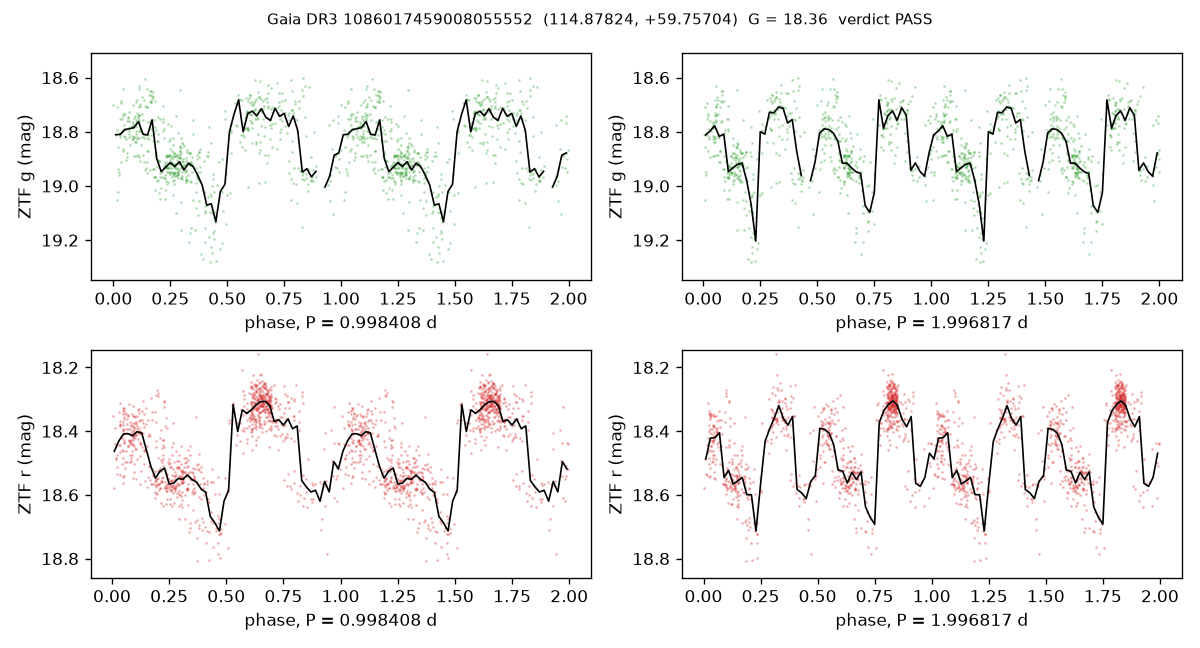 Gaia DR3 1086017459008055552 (114.87824, +59.75704) G = 18.36 verdict PASS
ZTF g (mag)
18.6
18.8
19.0
19.2
0.00 0.25 0.50 0.75 1.00 1.25 1.50 1.75 2.00
phase, P = 0.998408 d
ZTF g (mag)
18.6
18.8
19.0
19.2
0.00 0.25 0.50 0.75 1.00 1.25 1.50 1.75 2.00
phase, P = 1.996817 d
ZTF r (mag)
18.2
18.4
18.6
18.8
0.00 0.25 0.50 0.75 1.00 1.25 1.50 1.75 2.00
phase, P = 0.998408 d
ZTF r (mag)
18.2
18.4
18.6
18.8
0.00 0.25 0.50 0.75 1.00 1.25 1.50 1.75 2.00
phase, P = 1.996817 d